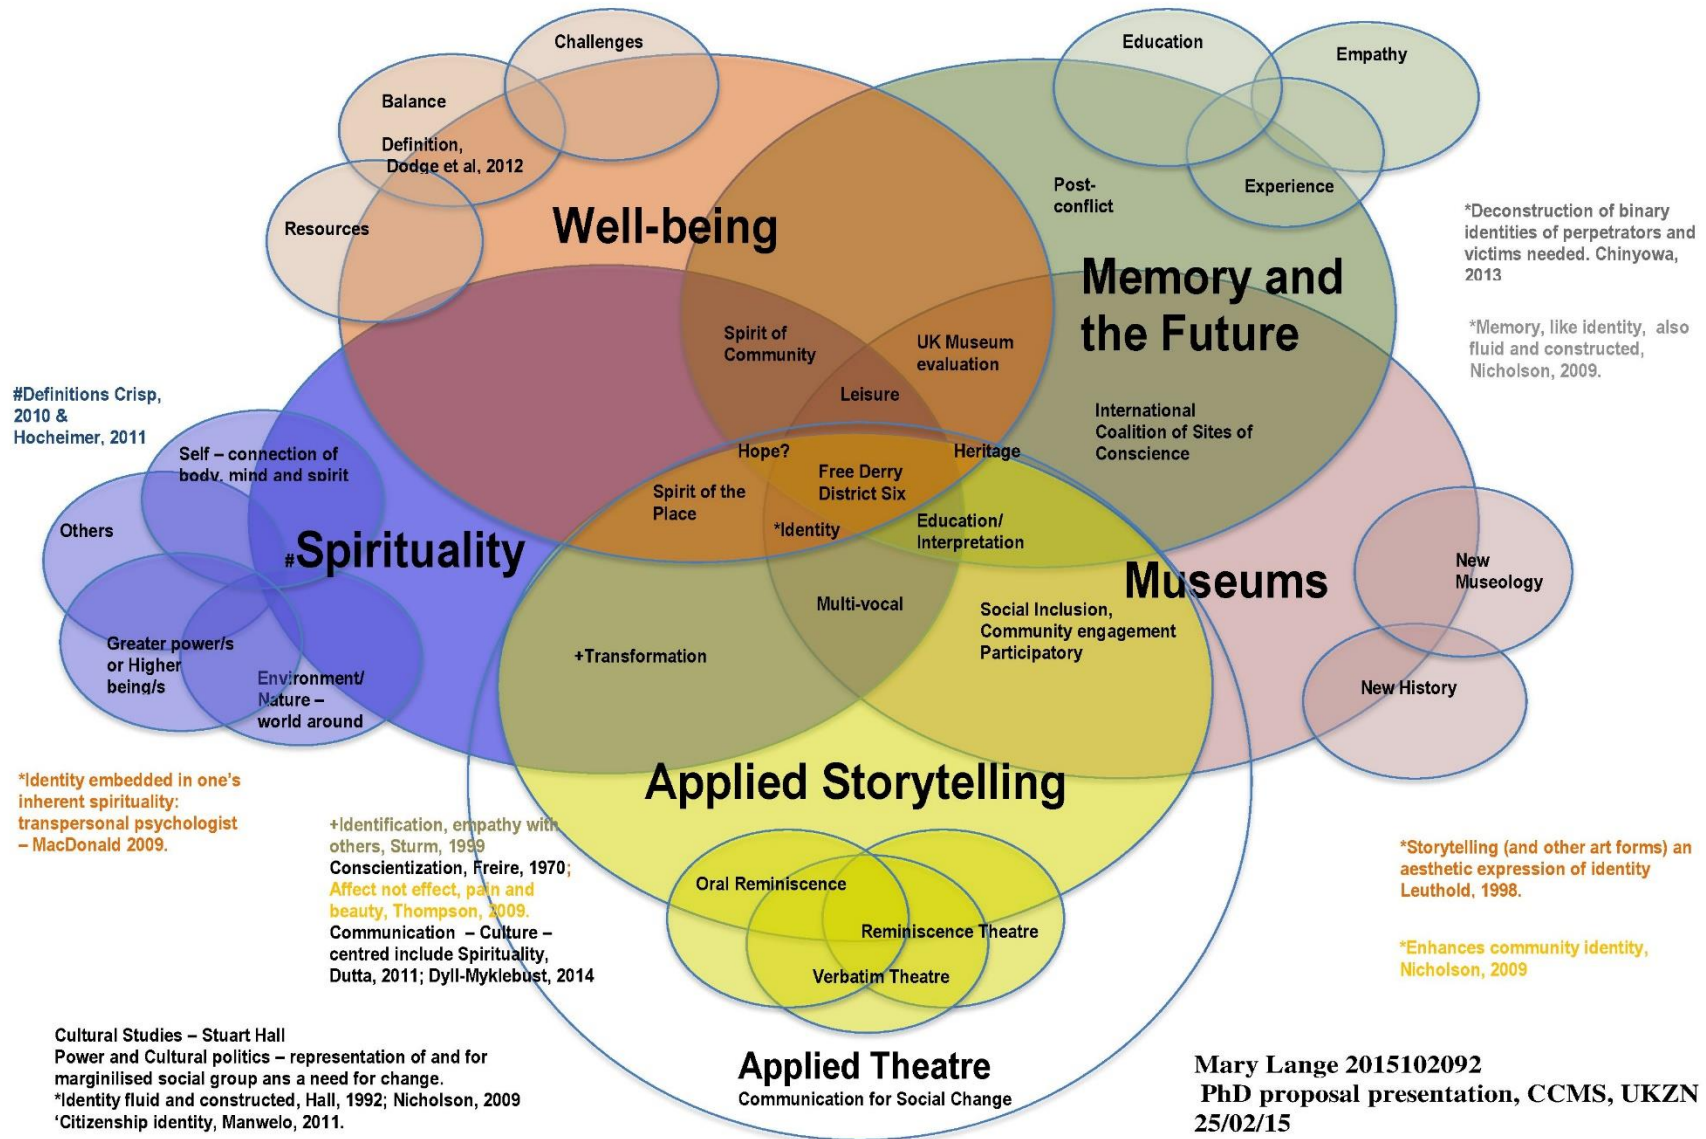 Challenges
Balance
Definition,
Dodge et al, 2012
Resources
Well-being
Education
Empathy
Experience
Post-
conflict
Memory and
the Future
*Deconstruction of binary
identities of perpetrators and
victims needed. Chinyowa,
2013
*Memory, like identity, also
fluid and constructed,
Nicholson, 2009.
Spirit of
Community
UK Museum
evaluation
Leisure
International
Coalition of Sites of
Conscience
#Definitions Crisp,
2010 &
Hocheimer, 2011
Self – connection of
body, mind and spirit
Others
Greater power/s
or Higher
being/s
Environment/
Nature –
world around
#Spirituality
Hope?
Heritage
Free Derry
District Six
Spirit of the
Place
*Identity
Education/
Interpretation
Museums
New
Museology
New History
Multi-vocal
Social Inclusion,
Community engagement
Participatory
+Transformation
Applied Storytelling
*Identity embedded in one's
inherent spirituality:
transpersonal psychologist
– MacDonald 2009.
+Identification, empathy with
others, Sturm, 1999
Conscientization, Freire, 1970;
Affect not effect, pain and
beauty, Thompson, 2009.
Communication – Culture –
centred include Spirituality,
Dutta, 2011; Dyll-Myklebust, 2014
Oral Reminiscence
Reminiscence Theatre
Verbatim Theatre
*Storytelling (and other art forms) an
aesthetic expression of identity
Leuthold, 1998.
*Enhances community identity,
Nicholson, 2009
Cultural Studies – Stuart Hall
Power and Cultural politics – representation of and for
marginilised social group ans a need for change.
*Identity fluid and constructed, Hall, 1992; Nicholson, 2009
‘Citizenship identity, Manwelo, 2011.
Applied Theatre
Communication for Social Change
Mary Lange 2015102092
PhD proposal presentation, CCMS, UKZN
25/02/15